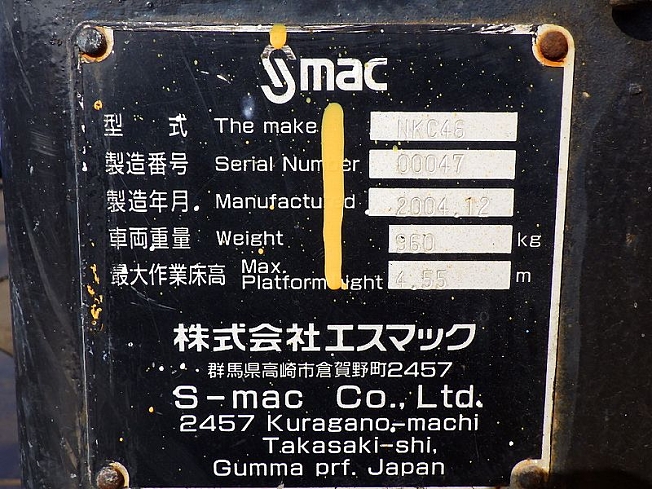 Smac
型 式 The make NKC46
製造番号 Serial Number 00047
製造年月 Manufactured 2004.12
車両重量 Weight 960 kg
最大作業床高 Max. Platform hight 4.55 m
株式会社エスマック
群馬県高崎市倉賀野町2457
S-mac Co., Ltd.
2457 Kuragano-machi
Takasaki-shi,
Gumma prf. Japan